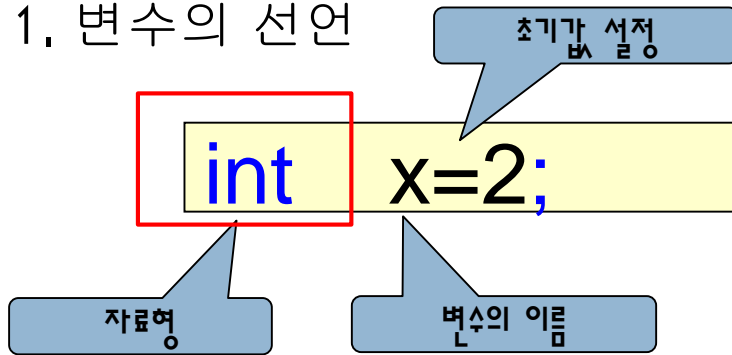 1. 변수의 선언
초기값 설정
int x=2;
자료형
변수의 이름